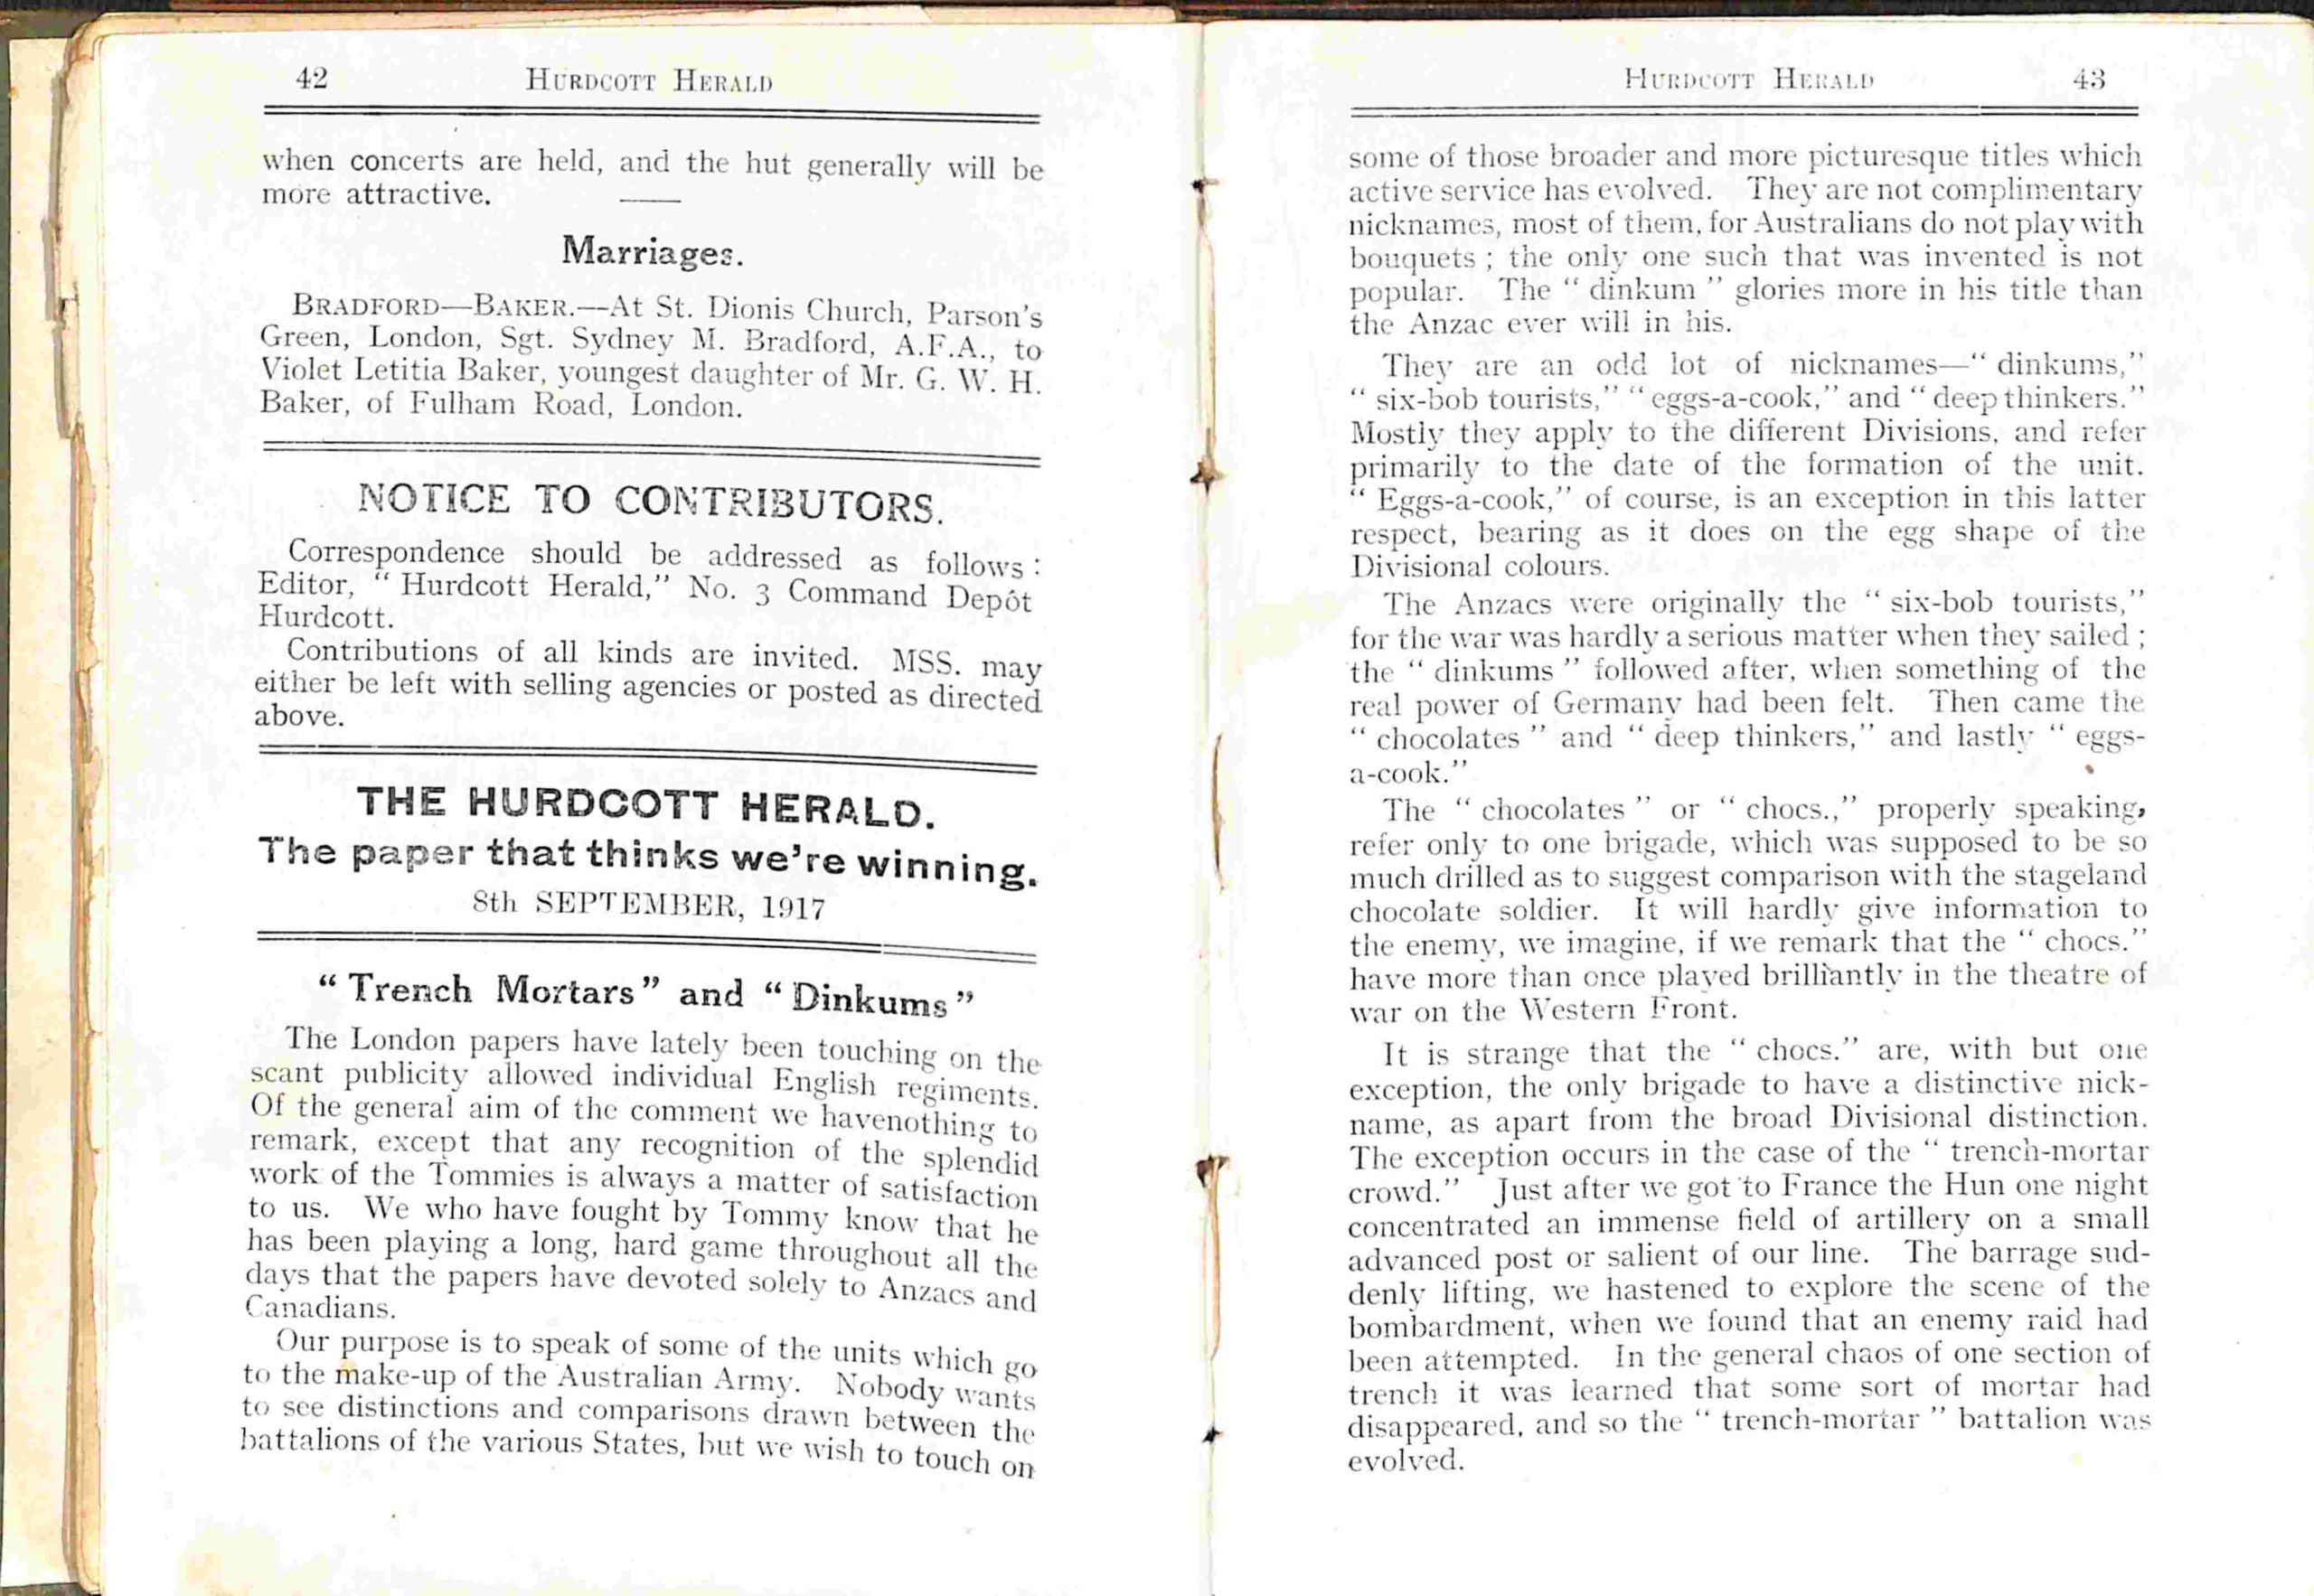 42 HURDCOTT HERALD
when concerts are held, and the hut generally will be
more attractive.
Marriages.
BRADFORD—BAKER.—At St. Dionis Church, Parson's
Green, London, Sgt. Sydney M. Bradford, A.F.A., to
Violet Letitia Baker, youngest daughter of Mr. G. W. H.
Baker, of Fulham Road, London.
NOTICE TO CONTRIBUTORS.
Correspondence should be addressed as follows :
Editor, " Hurdcott Herald," No. 3 Command Depôt
Hurdcott.
Contributions of all kinds are invited. MSS. may
either be left with selling agencies or posted as directed
above.
THE HURDCOTT HERALD.
The paper that thinks we're winning.
8th SEPTEMBER, 1917
" Trench Mortars " and " Dinkums "
The London papers have lately been touching on the
scant publicity allowed individual English regiments.
Of the general aim of the comment we havenothing to
remark, except that any recognition of the splendid
work of the Tommies is always a matter of satisfaction
to us. We who have fought by Tommy know that he
has been playing a long, hard game throughout all the
days that the papers have devoted solely to Anzacs and
Canadians.
Our purpose is to speak of some of the units which go
to the make-up of the Australian Army. Nobody wants
to see distinctions and comparisons drawn between the
battalions of the various States, but we wish to touch on
HURDCOTT HERALD 43
some of those broader and more picturesque titles which
active service has evolved. They are not complimentary
nicknames, most of them, for Australians do not play with
bouquets ; the only one such that was invented is not
popular. The " dinkum " glories more in his title than
the Anzac ever will in his.
They are an odd lot of nicknames—" dinkums,"
" six-bob tourists," " eggs-a-cook," and " deep thinkers."
Mostly they apply to the different Divisions, and refer
primarily to the date of the formation of the unit.
" Eggs-a-cook," of course, is an exception in this latter
respect, bearing as it does on the egg shape of the
Divisional colours.
The Anzacs were originally the " six-bob tourists,"
for the war was hardly a serious matter when they sailed ;
the " dinkums " followed after, when something of the
real power of Germany had been felt. Then came the
" chocolates " and " deep thinkers," and lastly " eggs-
a-cook."
The " chocolates " or " chocs.," properly speaking,
refer only to one brigade, which was supposed to be so
much drilled as to suggest comparison with the stageland
chocolate soldier. It will hardly give information to
the enemy, we imagine, if we remark that the " chocs."
have more than once played brilliantly in the theatre of
war on the Western Front.
It is strange that the " chocs." are, with but one
exception, the only brigade to have a distinctive nick-
name, as apart from the broad Divisional distinction.
The exception occurs in the case of the " trench-mortar
crowd." Just after we got to France the Hun one night
concentrated an immense field of artillery on a small
advanced post or salient of our line. The barrage sud-
denly lifting, we hastened to explore the scene of the
bombardment, when we found that an enemy raid had
been attempted. In the general chaos of one section of
trench it was learned that some sort of mortar had
disappeared, and so the " trench-mortar " battalion was
evolved.